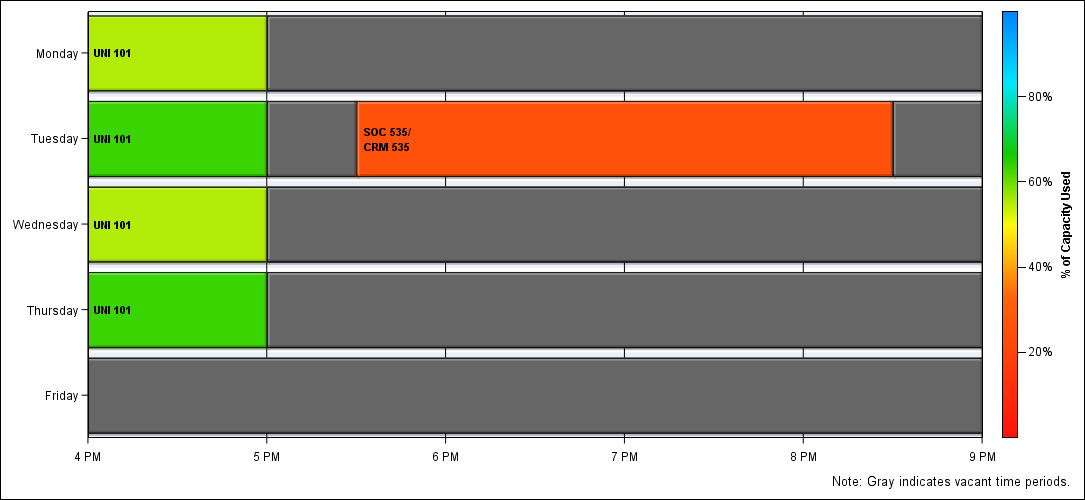 Monday
UNI 101
Tuesday
UNI 101
SOC 535/
CRM 535
Wednesday
UNI 101
Thursday
UNI 101
Friday
4 PM
5 PM
6 PM
7 PM
8 PM
9 PM
80%
60%
40%
20%
% of Capacity Used
Note: Gray indicates vacant time periods.